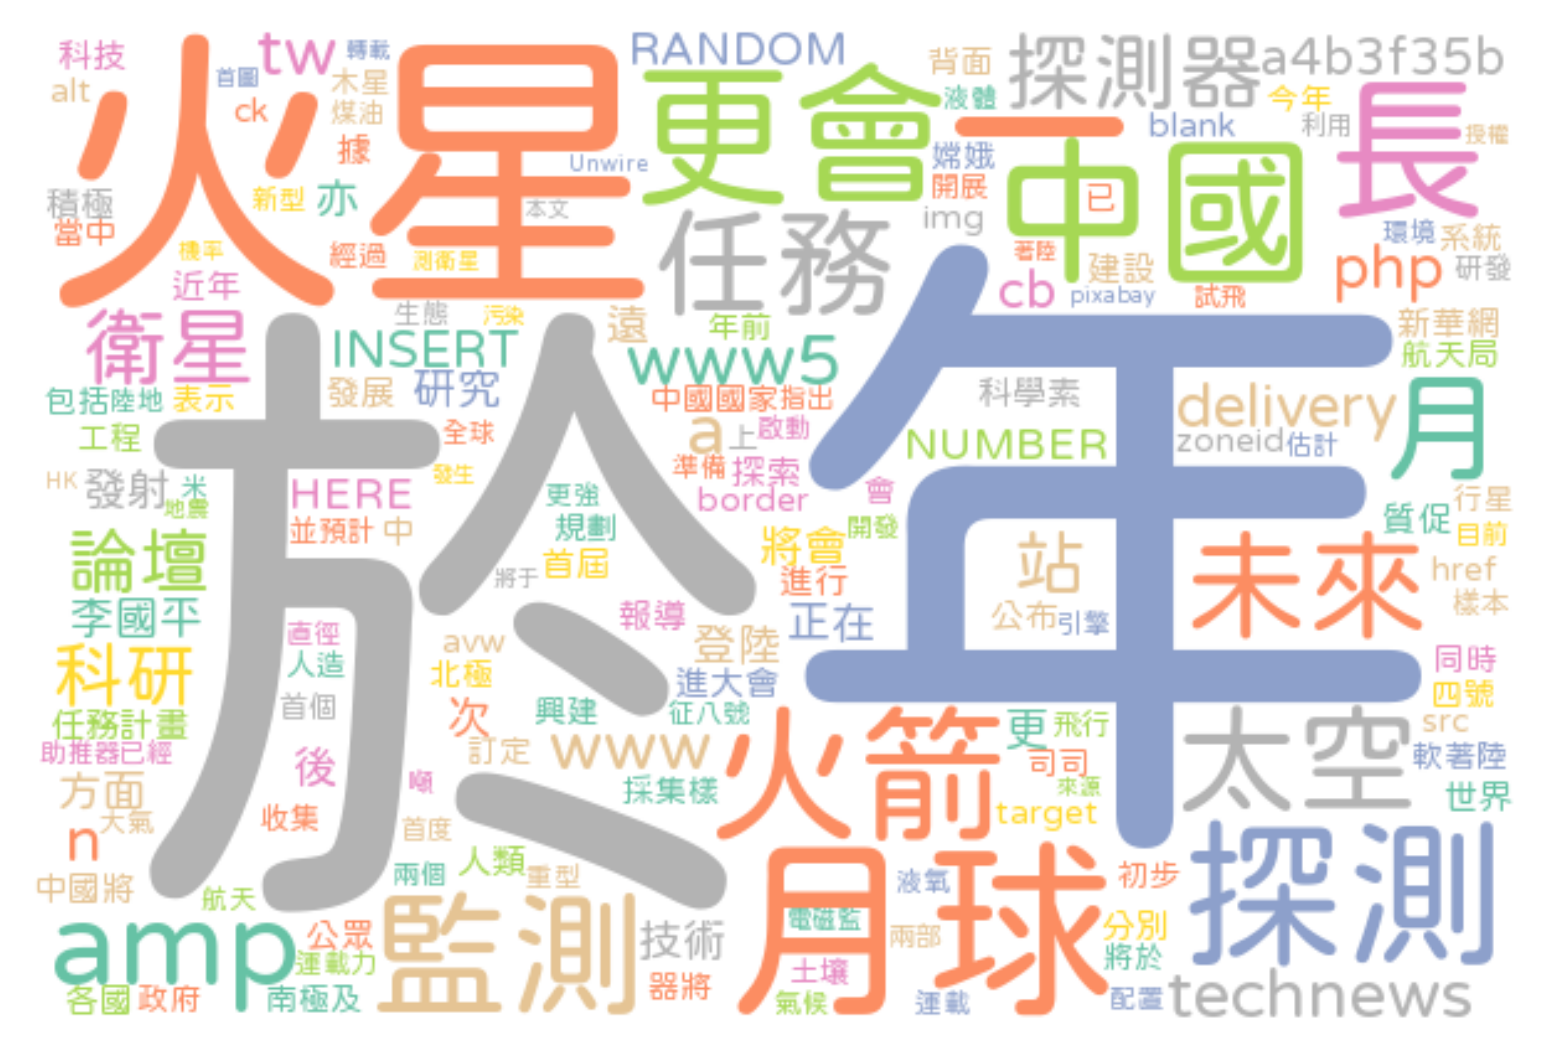 科技
tw
轉載
RANDOM
背面
探測器
a4b3f35b
alt
首圖
木星
火星
更會
液體
今年
長
ck
煤油
一
blank
利用
授權
據
Unwire
嫦娥
中國
已
積極
新型
亦
本文
開展
img
任務
當中
機率
經過
測衛星
著陸
建設
環境
系統
近年
cb
pixabay
試飛
php
研發
衛星
生態
污染
遠
年前
新華網
INSERT
www5
年
航天局
於
包括陸地
表示
發展
研究
中國國家指出
科學素
delivery
月
工程
全球
a
上
啟動
NUMBER
zoneid
估計
HK
發射
米
發生
準備
探索
地震
HERE
更強
border
會
行星
並預計
中
規劃
開發
質促
目前
論壇
將于
首屆
將會
進行
站
未來
href
李國平
直徑
報導
正在
公布
引擎
樣本
科研
人造
avw
登陸
同時
北極
進大會
四號
任務計畫
首個
次
興建
征八號
火箭
更
飛行
太空
src
助推器已經
後
訂定
www
司司
軟著陸
方面
噸
採集樣
來源
世界
n
大氣
收集
首度
target
探測
中國將
兩個
人類
重型
月球
液氧
初步
航天
amp
公眾
監測
技術
電磁監
兩部
分別
運載力
土壤
將於
各國
政府
南極及
器將
氣候
運載
配置
technews